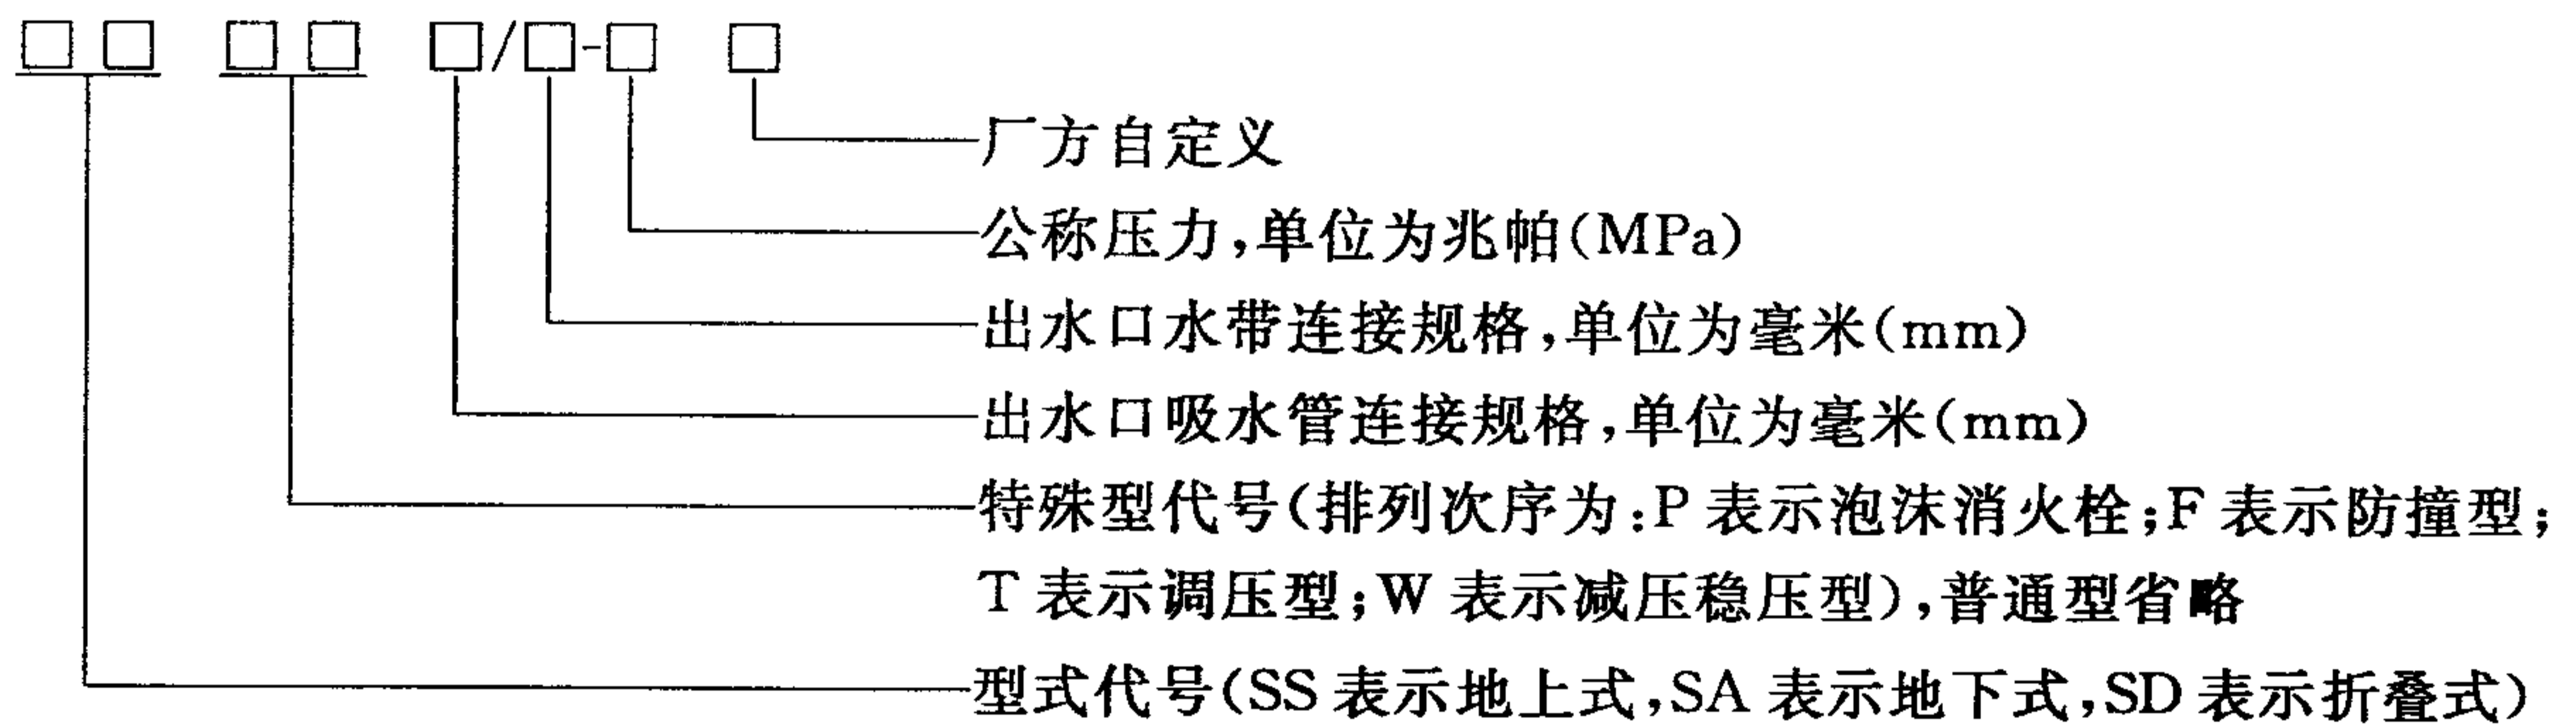 □ □ □ □ □/□-□ □
厂方自定义
公称压力,单位为兆帕(MPa)
出水口水带连接规格,单位为毫米(mm)
出水口吸水管连接规格,单位为毫米(mm)
特殊型代号(排列次序为:P 表示泡沫消火栓;F 表示防撞型;
T 表示调压型;W 表示减压稳压型),普通型省略
型式代号(SS 表示地上式,SA 表示地下式,SD 表示折叠式)